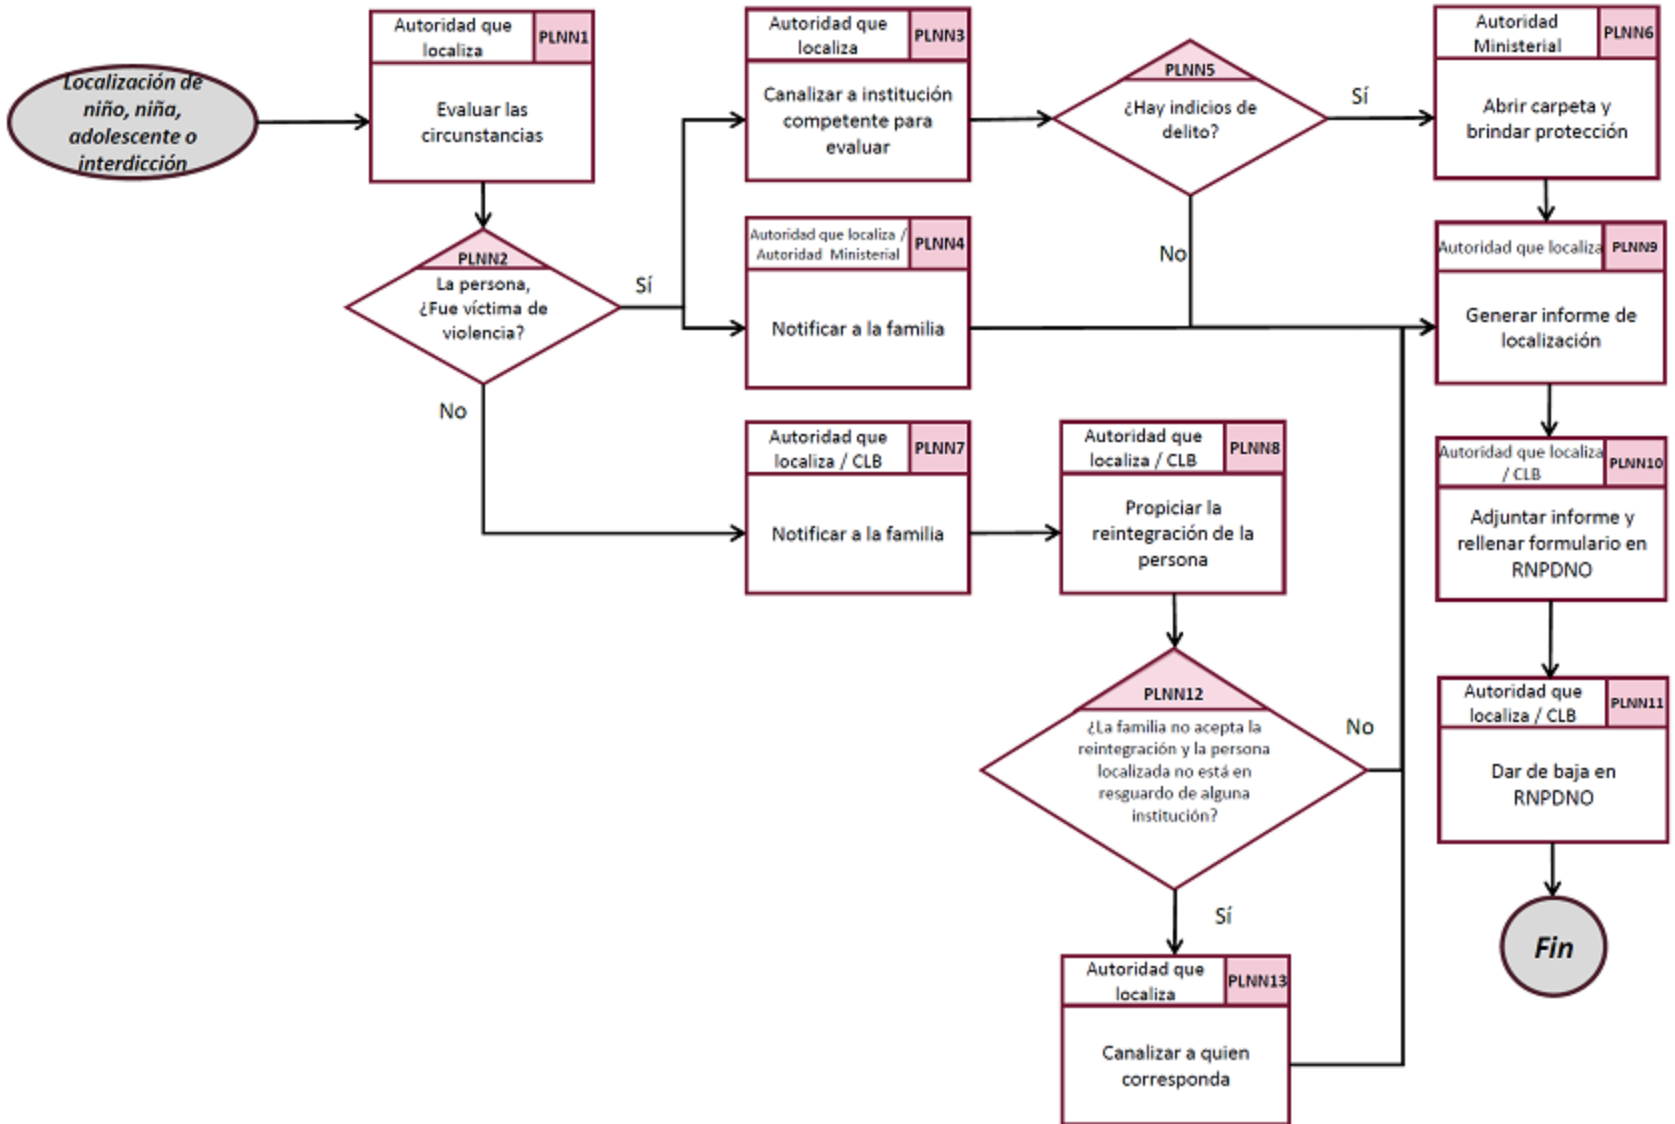 Localización de
niño, niña,
adolescente o
interdicción
Autoridad que
localiza
PLNN1
Evaluar las
circunstancias
PLNN2
La persona,
¿Fue víctima de
violencia?
Sí
No
Autoridad que
localiza
PLNN3
Canalizar a institución
competente para
evaluar
Autoridad que localiza /
Autoridad Ministerial
PLNN4
Notificar a la familia
PLNN5
¿Hay indicios de
delito?
Sí
No
Autoridad
Ministerial
PLNN6
Abrir carpeta y
brindar protección
Autoridad que
localiza / CLB
PLNN7
Notificar a la familia
Autoridad que
localiza / CLB
PLNN8
Propiciar la
reintegración de la
persona
PLNN12
¿La familia no acepta la
reintegración y la persona
localizada no está en
resguardo de alguna
institución?
No
Sí
Autoridad que
localiza
PLNN13
Canalizar a quien
corresponda
Autoridad que localiza
PLNN9
Generar informe de
localización
Autoridad que localiza
/ CLB
PLNN10
Adjuntar informe y
rellenar formulario en
RNPDNO
Autoridad que
localiza / CLB
PLNN11
Dar de baja en
RNPDNO
Fin